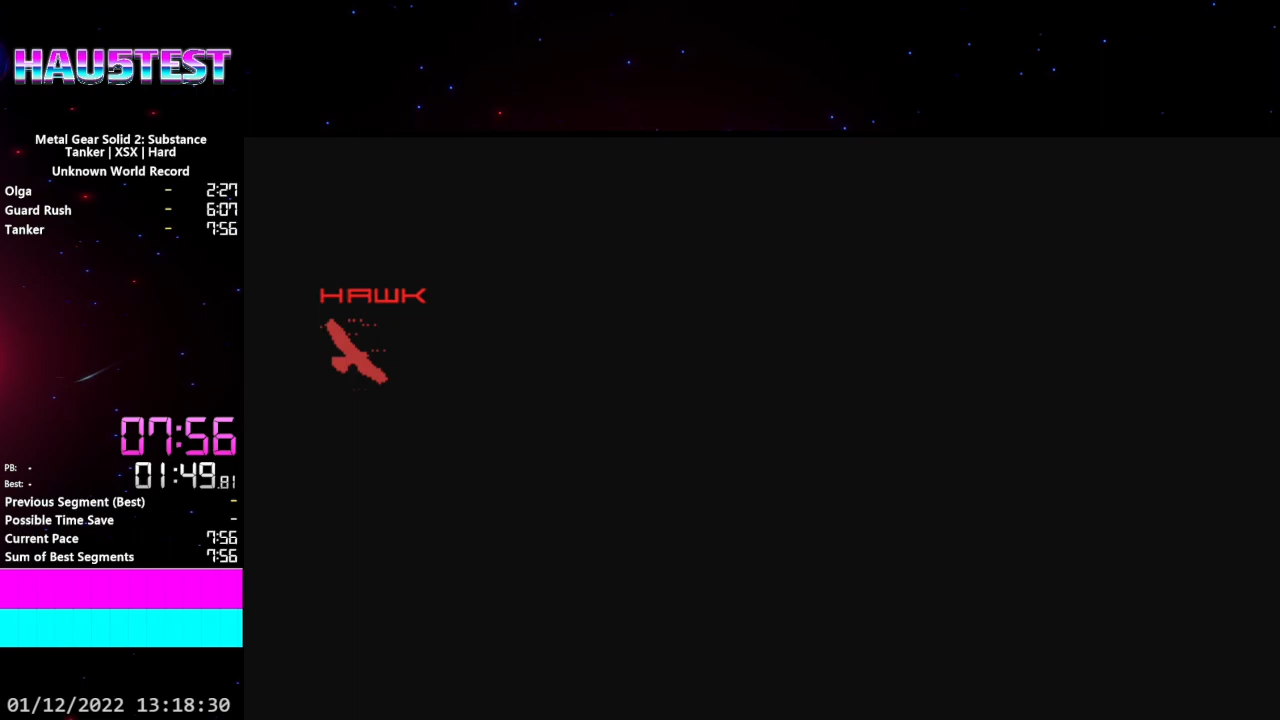 HAU5TEST
Metal Gear Solid 2: Substance
Tanker | XSX | Hard
Unknown World Record
Olga – 2:27
Guard Rush – 6:07
Tanker – 7:56
HAWK
07:56
PB: -
01:49.81
Best: -
Previous Segment (Best) –
Possible Time Save –
Current Pace 7:56
Sum of Best Segments 7:56
01/12/2022 13:18:30